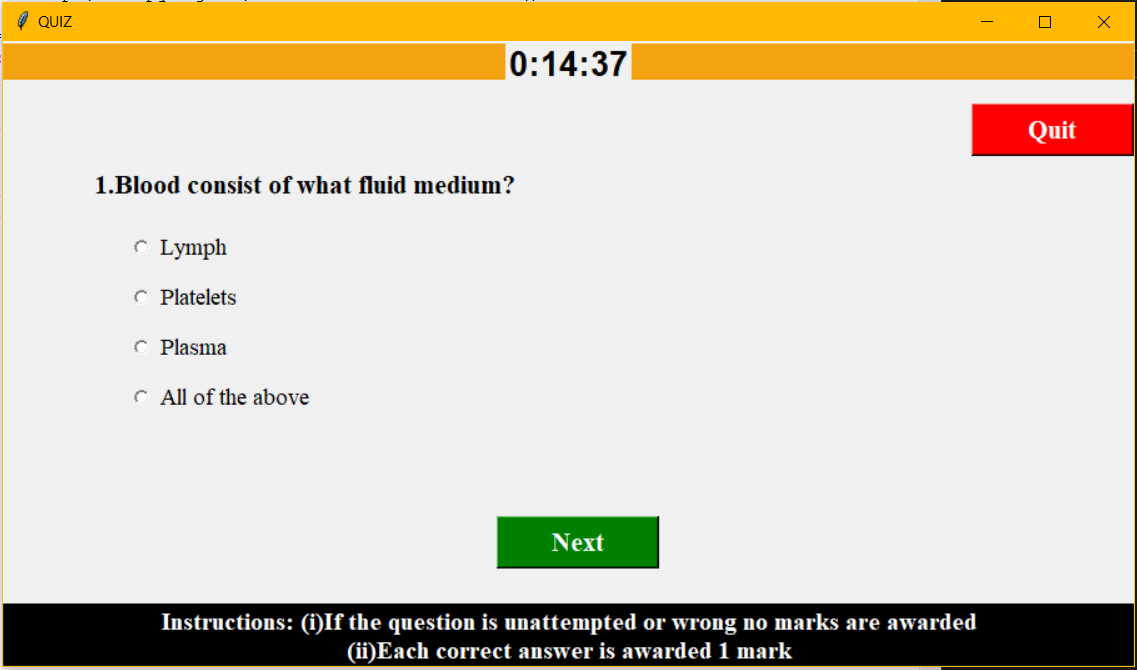 QUIZ
0:14:37
Quit
1.Blood consist of what fluid medium?
Lymph
Platelets
Plasma
All of the above
Next
Instructions: (i)If the question is unattempted or wrong no marks are awarded
(ii)Each correct answer is awarded 1 mark